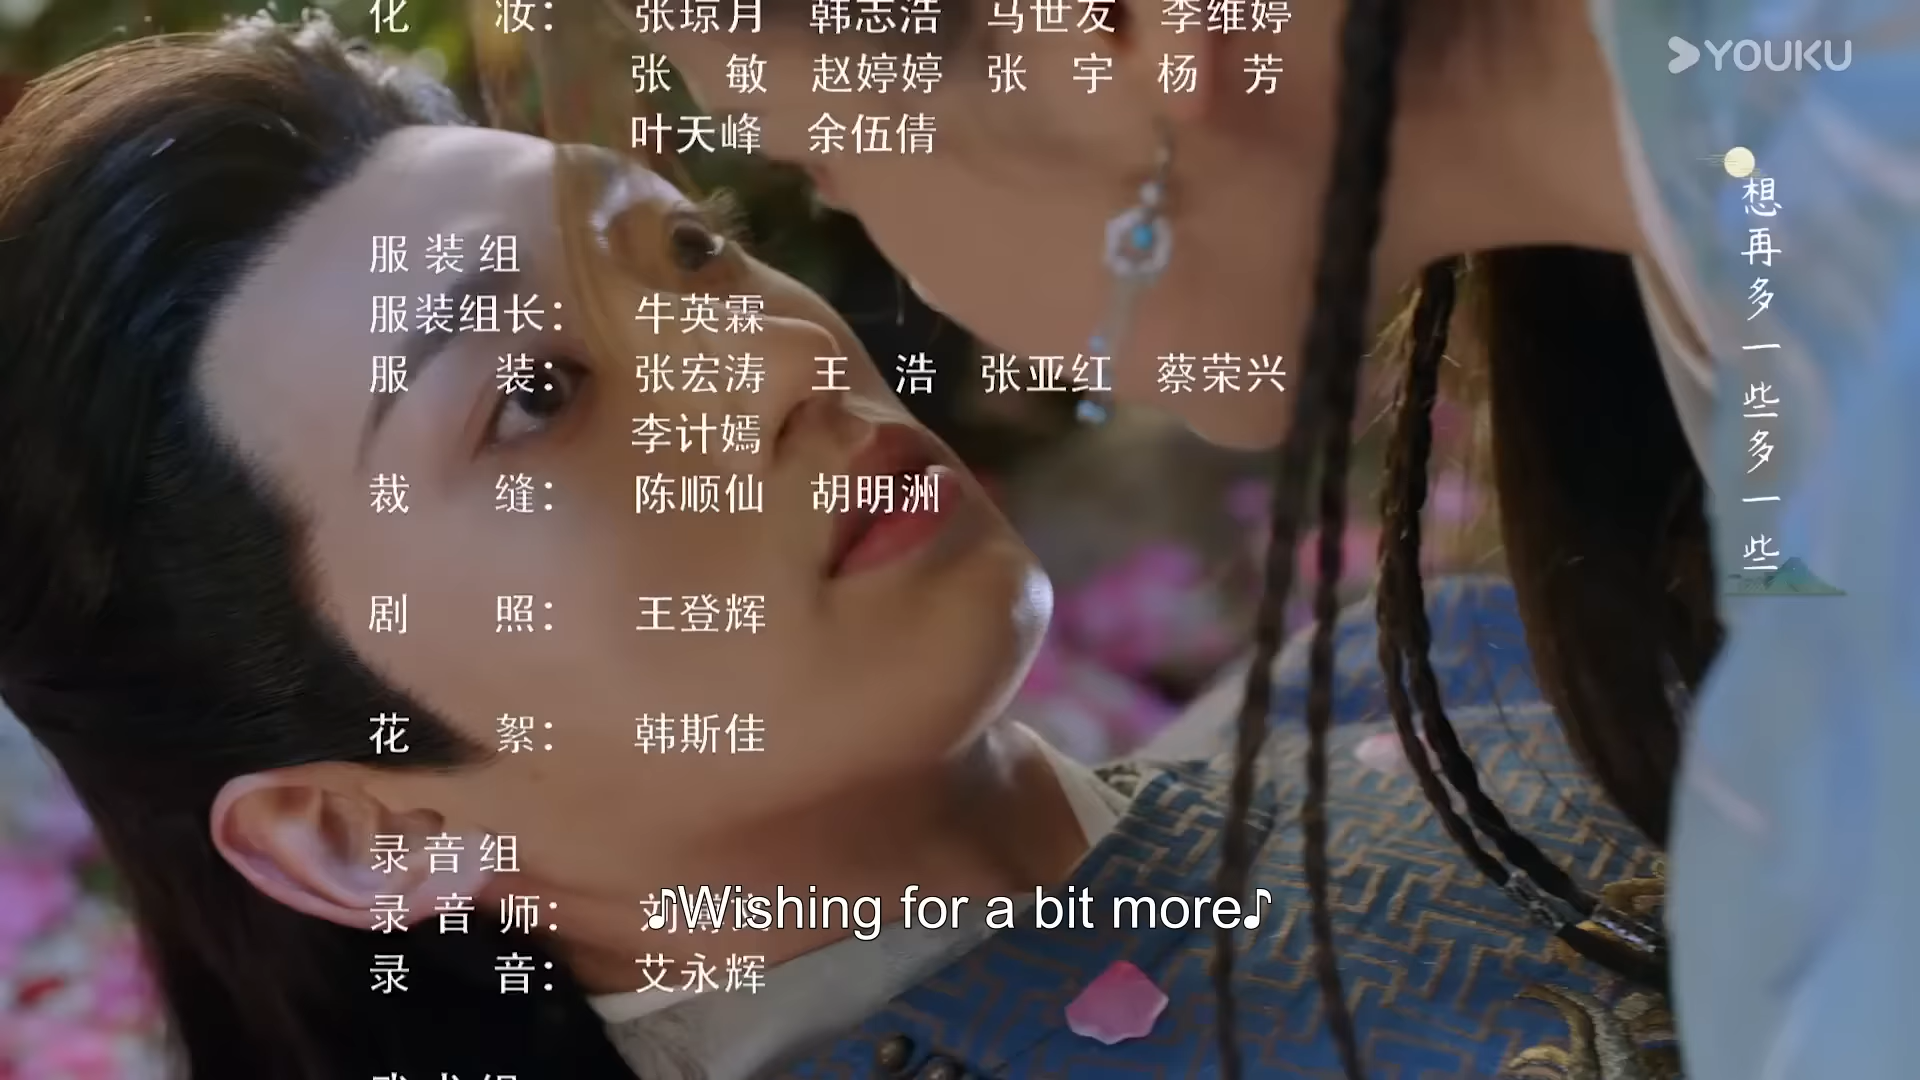 化 妆： 张琼月 韩志浩 马世友 李维婷
张 敏 赵婷婷 张 宇 杨 芳
叶天峰 余伍倩
YOUKU
服装组
服装组长： 牛英霖
服 装： 张宏涛 王 浩 张亚红 蔡荣兴
李计嫣
裁 缝： 陈顺仙 胡明洲
剧 照： 王登辉
花 絮： 韩斯佳
录音组
录音师：
录 音： 艾永辉
♪Wishing for a bit more♪
想再多一些多一些